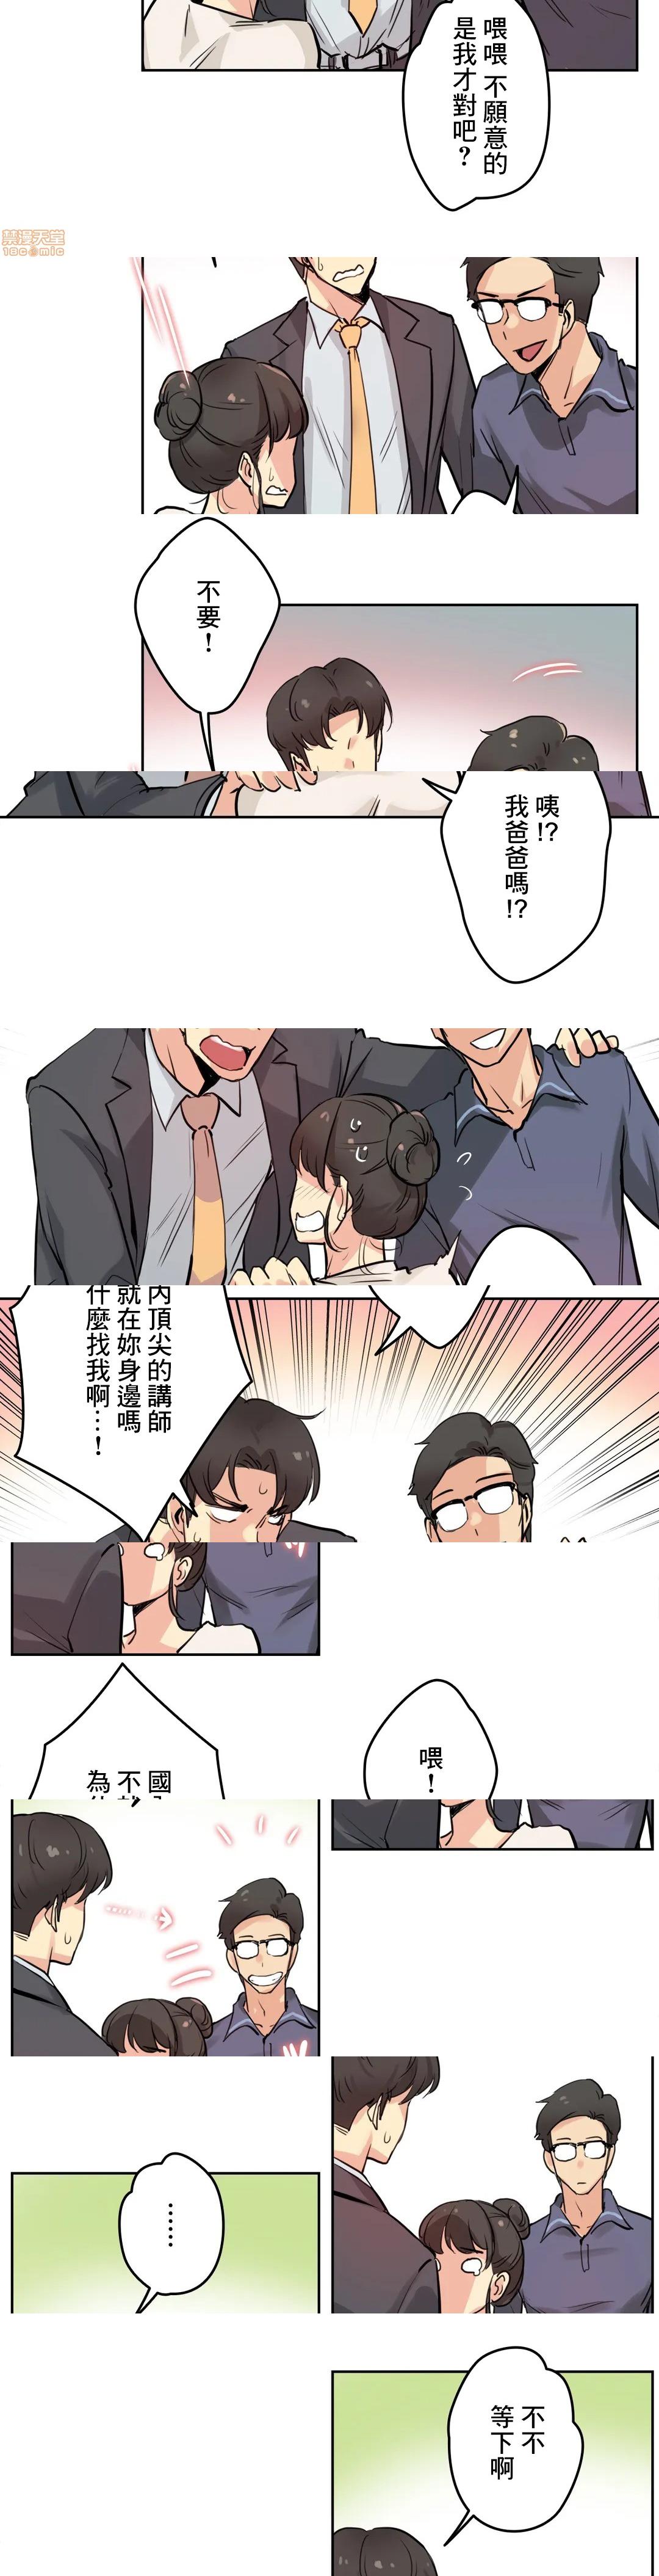 喂喂 不願意的
是我才對吧？
禁漫天堂
18comic
不要！
咦!?
我爸爸嗎!?
內頂尖的講師
就在妳身邊嗎
什麼找我啊…！
喂！
國
不
為
……
不不
等下啊